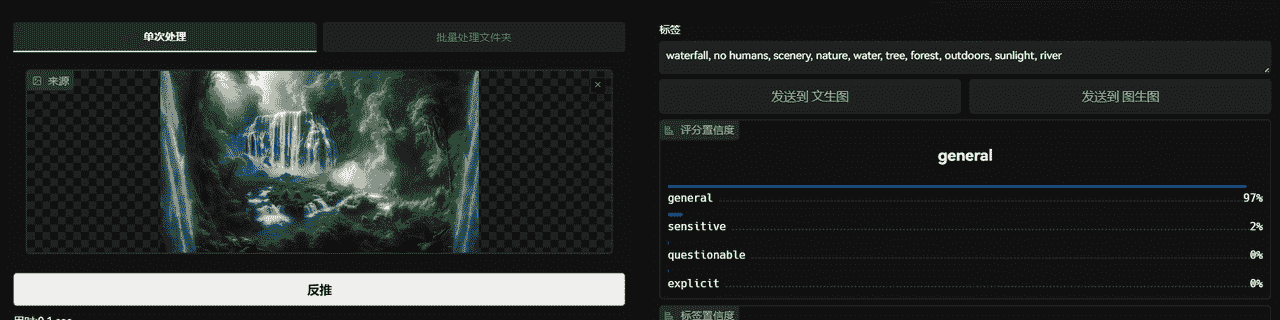 单次处理
批量处理文件夹
来源
反推
标签
waterfall, no humans, scenery, nature, water, tree, forest, outdoors, sunlight, river
发送到 文生图
发送到 图生图
评分置信度
general
general 97%
sensitive 2%
questionable 0%
explicit 0%
标签置信度